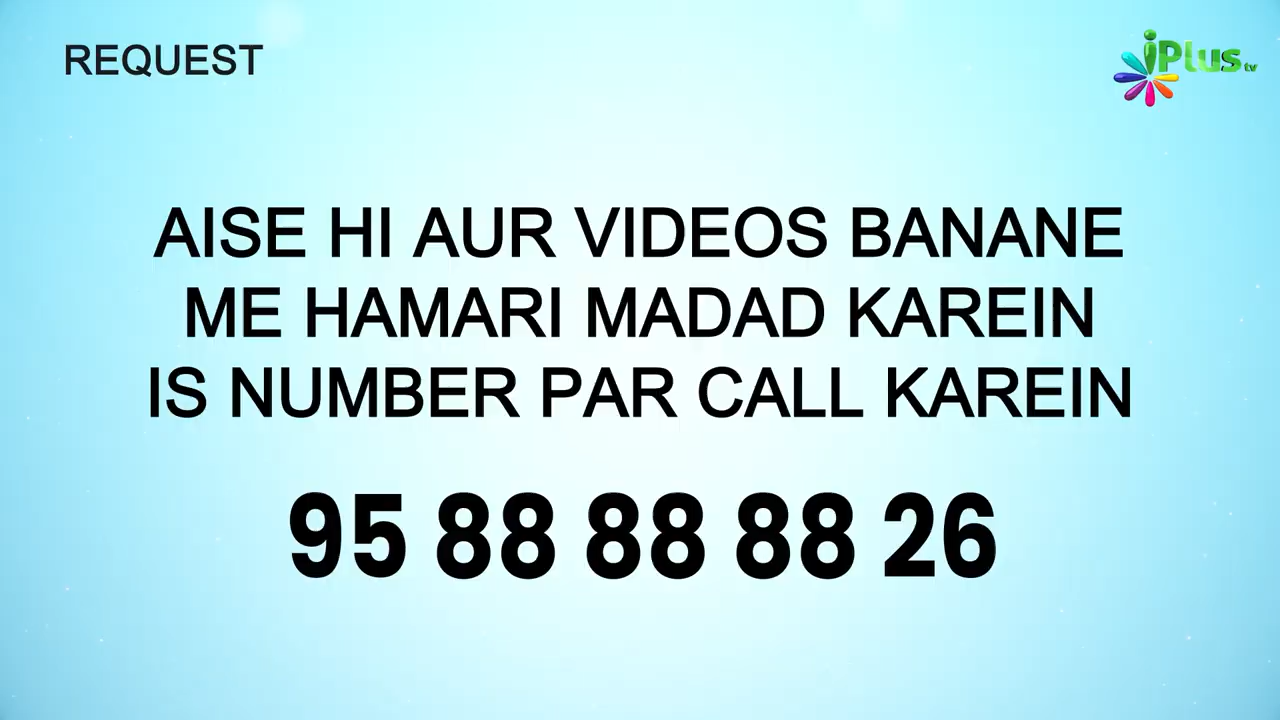 REQUEST
iPlus tv
AISE HI AUR VIDEOS BANANE
ME HAMARI MADAD KAREIN
IS NUMBER PAR CALL KAREIN
95 88 88 88 26